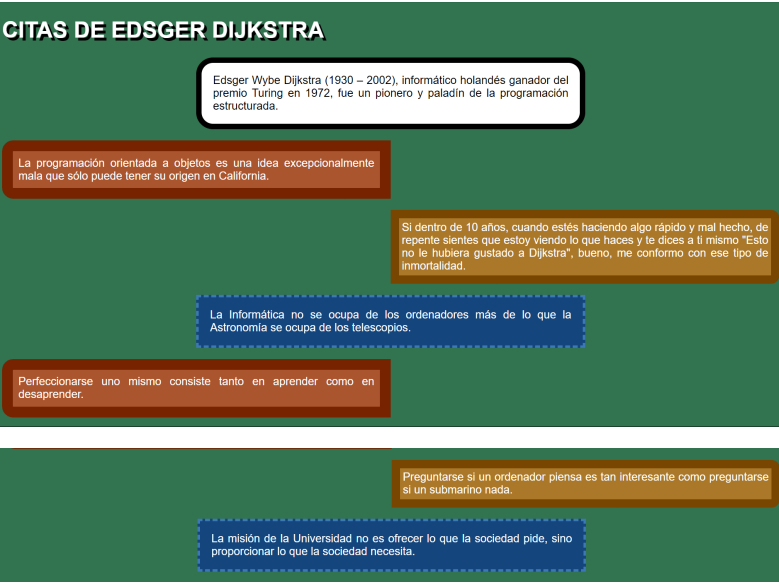 CITAS DE EDSGER DIJKSTRA
Edsger Wybe Dijkstra (1930 – 2002), informático holandés ganador del
premio Turing en 1972, fue un pionero y paladín de la programación
estructurada.
La programación orientada a objetos es una idea excepcionalmente
mala que sólo puede tener su origen en California.
Si dentro de 10 años, cuando estés haciendo algo rápido y mal hecho, de
repente sientes que estoy viendo lo que haces y te dices a ti mismo "Esto
no le hubiera gustado a Dijkstra", bueno, me conformo con ese tipo de
inmortalidad.
La Informática no se ocupa de los ordenadores más de lo que la
Astronomía se ocupa de los telescopios.
Perfeccionarse uno mismo consiste tanto en aprender como en
desaprender.
Preguntarse si un ordenador piensa es tan interesante como preguntarse
si un submarino nada.
La misión de la Universidad no es ofrecer lo que la sociedad pide, sino
proporcionar lo que la sociedad necesita.